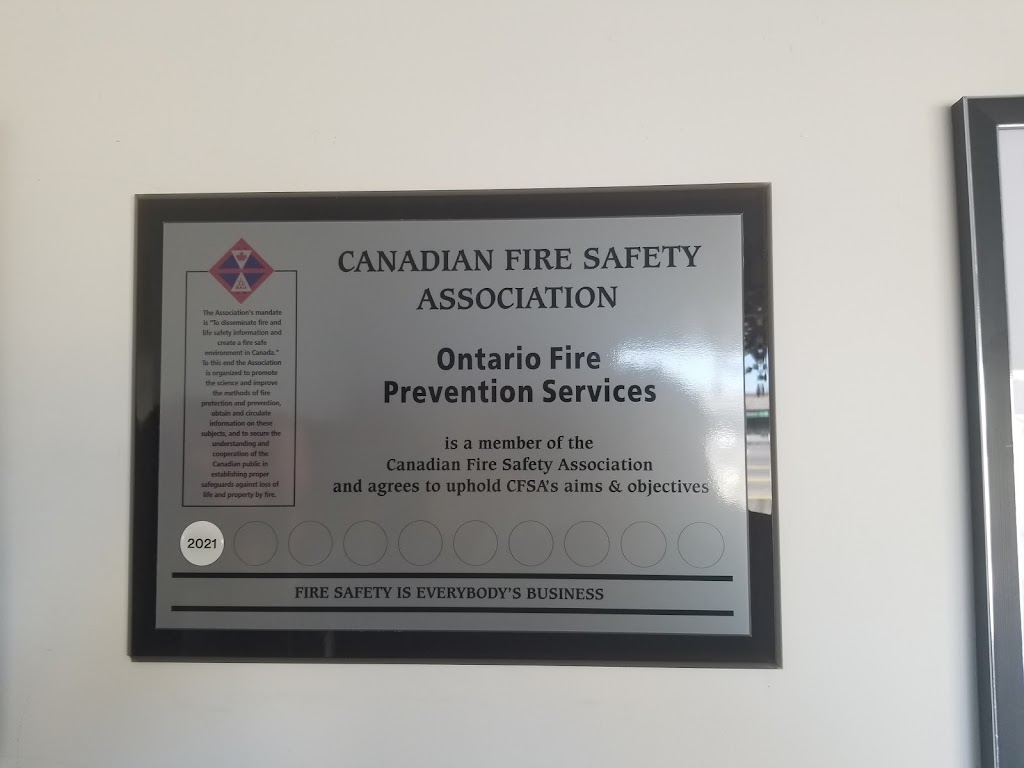 CANADIAN FIRE SAFETY
ASSOCIATION
Ontario Fire
Prevention Services
is a member of the
Canadian Fire Safety Association
and agrees to uphold CFSA's aims & objectives
The Association's mandate
is "To disseminate fire and
life safety information and
create a fire safe
environment in Canada."
To this end the Association
is organized to promote
the science and improve
the methods of fire
protection and prevention,
obtain and circulate
information on these
subjects, and to secure the
understanding and
cooperation of the
Canadian public in
establishing proper
safeguards against loss of
life and property by fire.
2021
FIRE SAFETY IS EVERYBODY'S BUSINESS